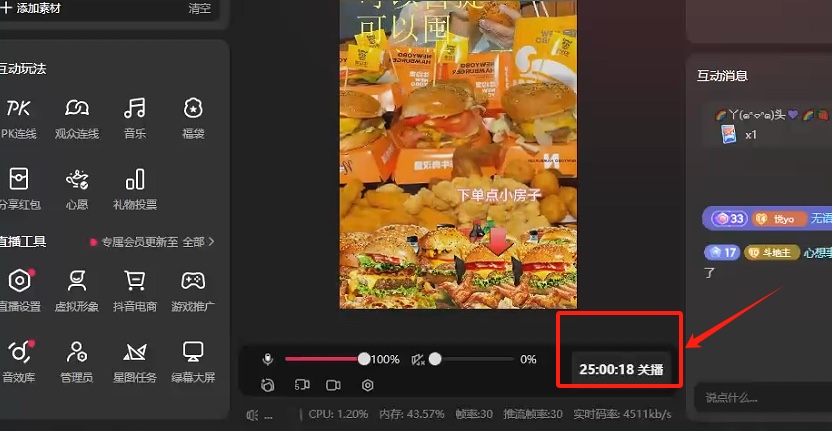 添加素材
清空
可以囤
互动玩法
PK
PK连线
观众连线
音乐
福袋
分享红包
心愿
礼物投票
直播工具
专属会员更新至 全部
直播设置
虚拟形象
抖音电商
游戏推广
音效库
管理员
星图任务
绿幕大屏
下单点小房子
100%
0%
25:00:18 关播
... CPU: 1.20% 内存: 43.57% 帧率:30 推流帧率:30 实时码率: 4511kb/s
互动消息
x1
33 悦yo 无语
17 斗地主 心想事
了
说点什么...